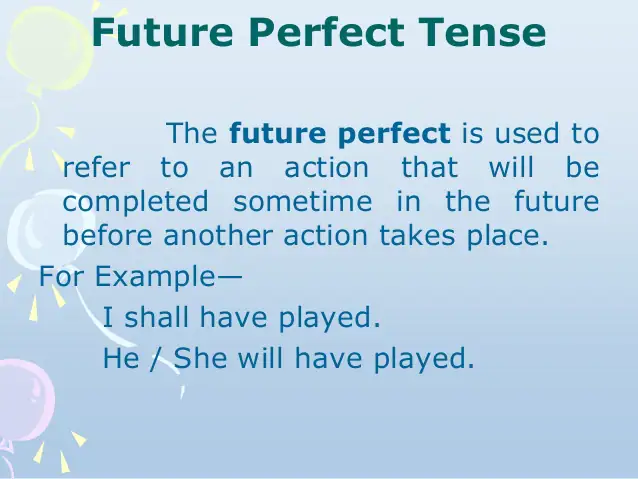 Future Perfect Tense
The future perfect is used to
refer to an action that will be
completed sometime in the future
before another action takes place.
For Example—
I shall have played.
He / She will have played.